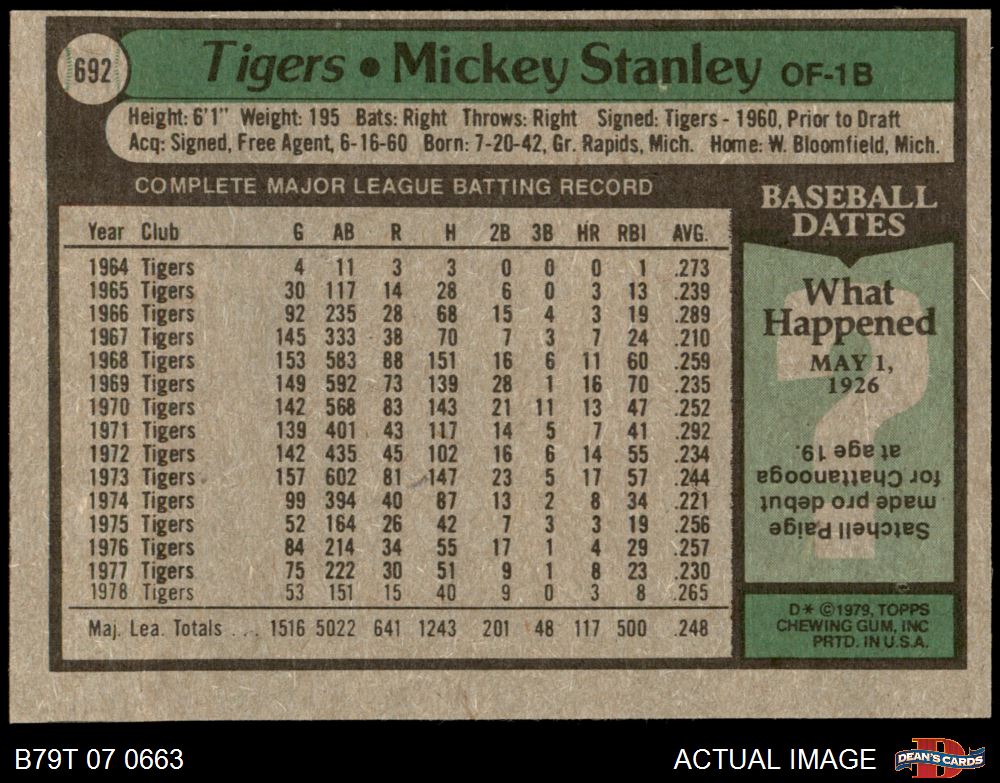 692
Tigers • Mickey Stanley OF-1B
Height: 6'1" Weight: 195 Bats: Right Throws: Right Signed: Tigers - 1960, Prior to Draft
Acq: Signed, Free Agent, 6-16-60 Born: 7-20-42, Gr. Rapids, Mich. Home: W. Bloomfield, Mich.
COMPLETE MAJOR LEAGUE BATTING RECORD
Year Club G AB R H 2B 3B HR RBI AVG.
1964 Tigers 4 11 3 3 0 0 0 1 .273
1965 Tigers 30 117 14 28 6 0 3 13 .239
1966 Tigers 92 235 28 68 15 4 3 19 .289
1967 Tigers 145 333 38 70 7 3 7 24 .210
1968 Tigers 153 583 88 151 16 6 11 60 .259
1969 Tigers 149 592 73 139 28 1 16 70 .235
1970 Tigers 142 568 83 143 21 11 13 47 .252
1971 Tigers 139 401 43 117 14 5 7 41 .292
1972 Tigers 142 435 45 102 16 6 14 55 .234
1973 Tigers 157 602 81 147 23 5 17 57 .244
1974 Tigers 99 394 40 87 13 2 8 34 .221
1975 Tigers 52 164 26 42 7 3 3 19 .256
1976 Tigers 84 214 34 55 17 1 4 29 .257
1977 Tigers 75 222 30 51 9 1 8 23 .230
1978 Tigers 53 151 15 40 9 0 3 8 .265
Maj. Lea. Totals ... 1516 5022 641 1243 201 48 117 500 .248
BASEBALL
DATES
What
Happened
MAY 1,
1926
?
Satchell Paige
made pro debut
for Chattanooga
at age 19.
D* ©1979, TOPPS
CHEWING GUM, INC
PRTD. IN U.S.A.
B79T 07 0663
ACTUAL IMAGE
D
DEAN'S CARDS